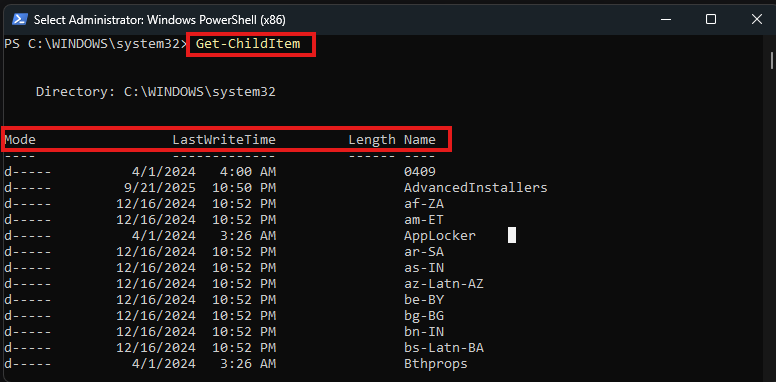 Select Administrator: Windows PowerShell (x86)
PS C:\WINDOWS\system32> Get-ChildItem
Directory: C:\WINDOWS\system32
Mode LastWriteTime Length Name
---- ------------- ------ ----
d----- 4/1/2024 4:00 AM 0409
d----- 9/21/2025 10:50 PM AdvancedInstallers
d----- 12/16/2024 10:52 PM af-ZA
d----- 12/16/2024 10:52 PM am-ET
d----- 4/1/2024 3:26 AM AppLocker
d----- 12/16/2024 10:52 PM ar-SA
d----- 12/16/2024 10:52 PM as-IN
d----- 12/16/2024 10:52 PM az-Latn-AZ
d----- 12/16/2024 10:52 PM be-BY
d----- 12/16/2024 10:52 PM bg-BG
d----- 12/16/2024 10:52 PM bn-IN
d----- 12/16/2024 10:52 PM bs-Latn-BA
d----- 4/1/2024 3:26 AM Bthprops